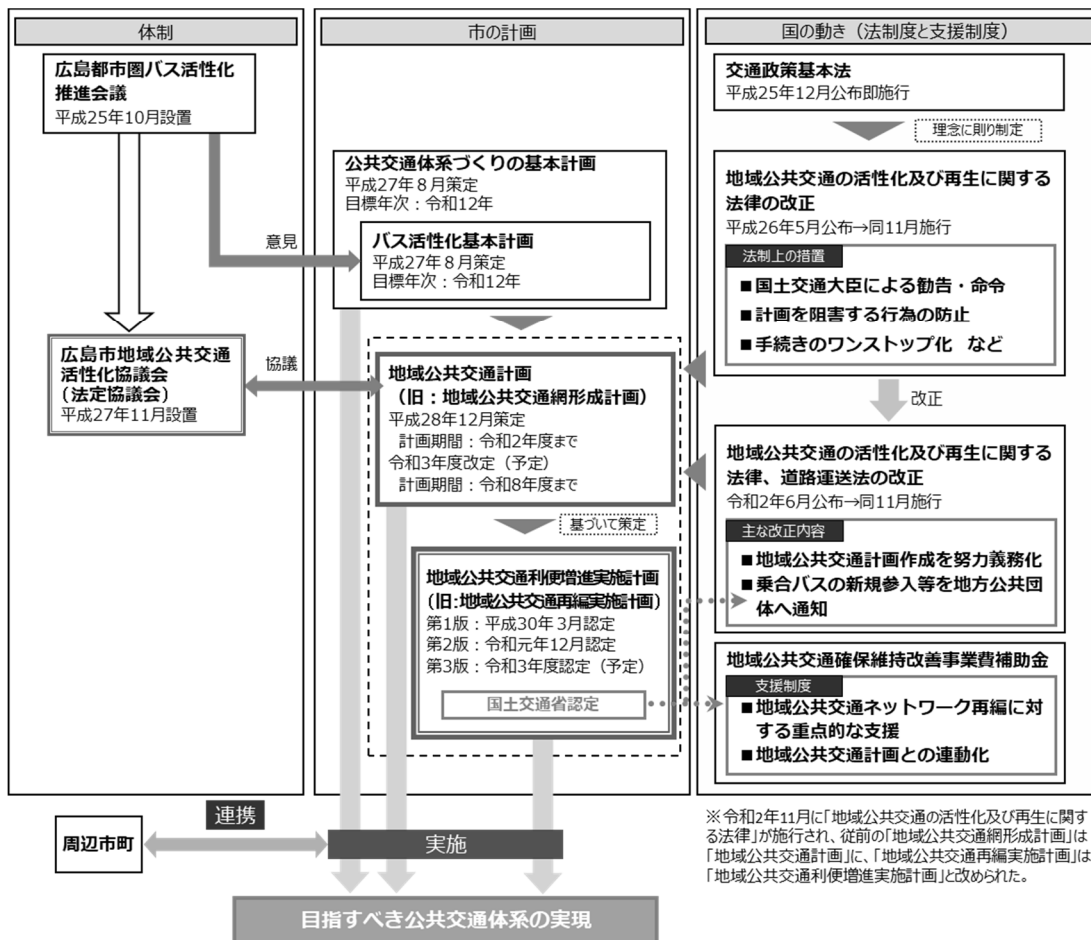 体制
広島都市圏バス活性化
推進会議
平成25年10月設置
意見
広島市地域公共交通
活性化協議会
(法定協議会)
平成27年11月設置
協議
市の計画
公共交通体系づくりの基本計画
平成27年8月策定
目標年次：令和12年
バス活性化基本計画
平成27年8月策定
目標年次：令和12年
地域公共交通計画
（旧：地域公共交通網形成計画）
平成28年12月策定
計画期間：令和2年度まで
令和3年度改定（予定）
計画期間：令和8年度まで
基づいて策定
地域公共交通利便増進実施計画
(旧:地域公共交通再編実施計画)
第1版：平成30年3月認定
第2版：令和元年12月認定
第3版：令和3年度認定（予定）
国土交通省認定
国の動き（法制度と支援制度）
交通政策基本法
平成25年12月公布即施行
理念に則り制定
地域公共交通の活性化及び再生に関する
法律の改正
平成26年5月公布→同11月施行
法制上の措置
■国土交通大臣による勧告・命令
■計画を阻害する行為の防止
■手続きのワンストップ化　など
改正
地域公共交通の活性化及び再生に関する
法律、道路運送法の改正
令和2年6月公布→同11月施行
主な改正内容
■地域公共交通計画作成を努力義務化
■乗合バスの新規参入等を地方公共団
体へ通知
地域公共交通確保維持改善事業費補助金
支援制度
■地域公共交通ネットワーク再編に対
する重点的な支援
■地域公共交通計画との連動化
周辺市町
連携
実施
目指すべき公共交通体系の実現
※令和2年11月に「地域公共交通の活性化及び再生に関す
る法律」が施行され、従前の「地域公共交通網形成計画」は
「地域公共交通計画」に、「地域公共交通再編実施計画」は
「地域公共交通利便増進実施計画」と改められた。